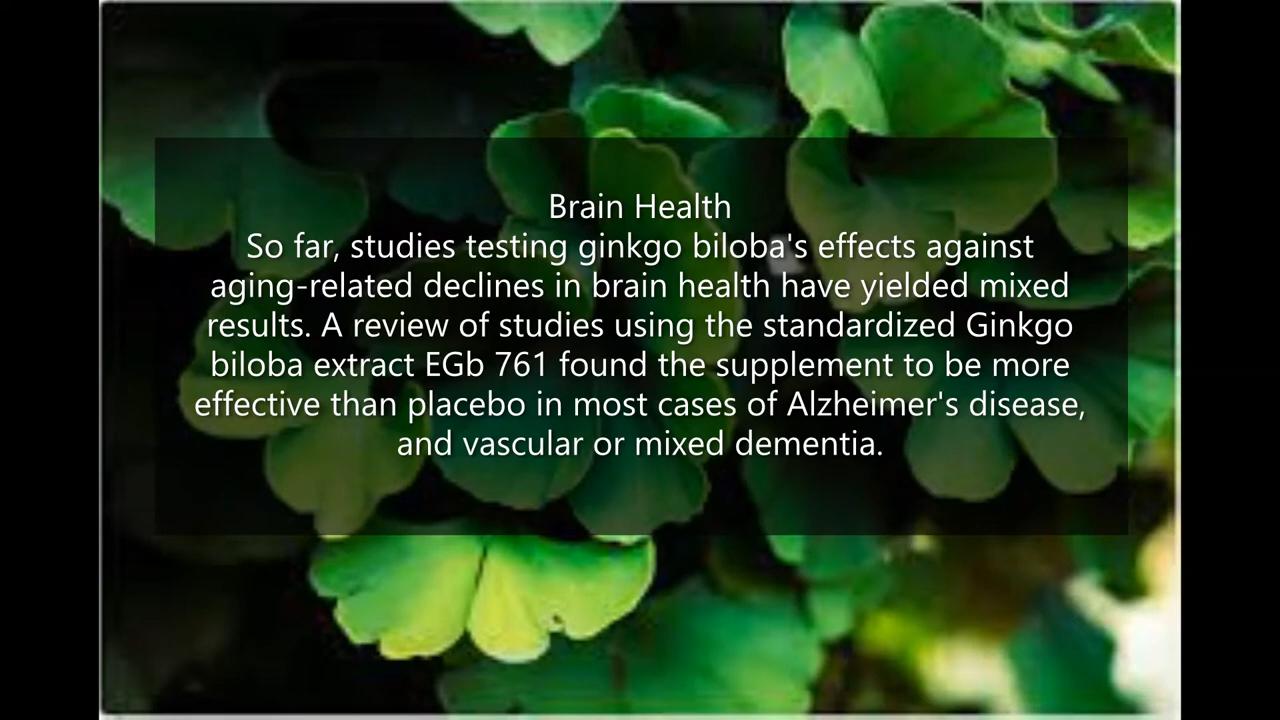 Brain Health
So far, studies testing ginkgo biloba's effects against
aging-related declines in brain health have yielded mixed
results. A review of studies using the standardized Ginkgo
biloba extract EGb 761 found the supplement to be more
effective than placebo in most cases of Alzheimer's disease,
and vascular or mixed dementia.